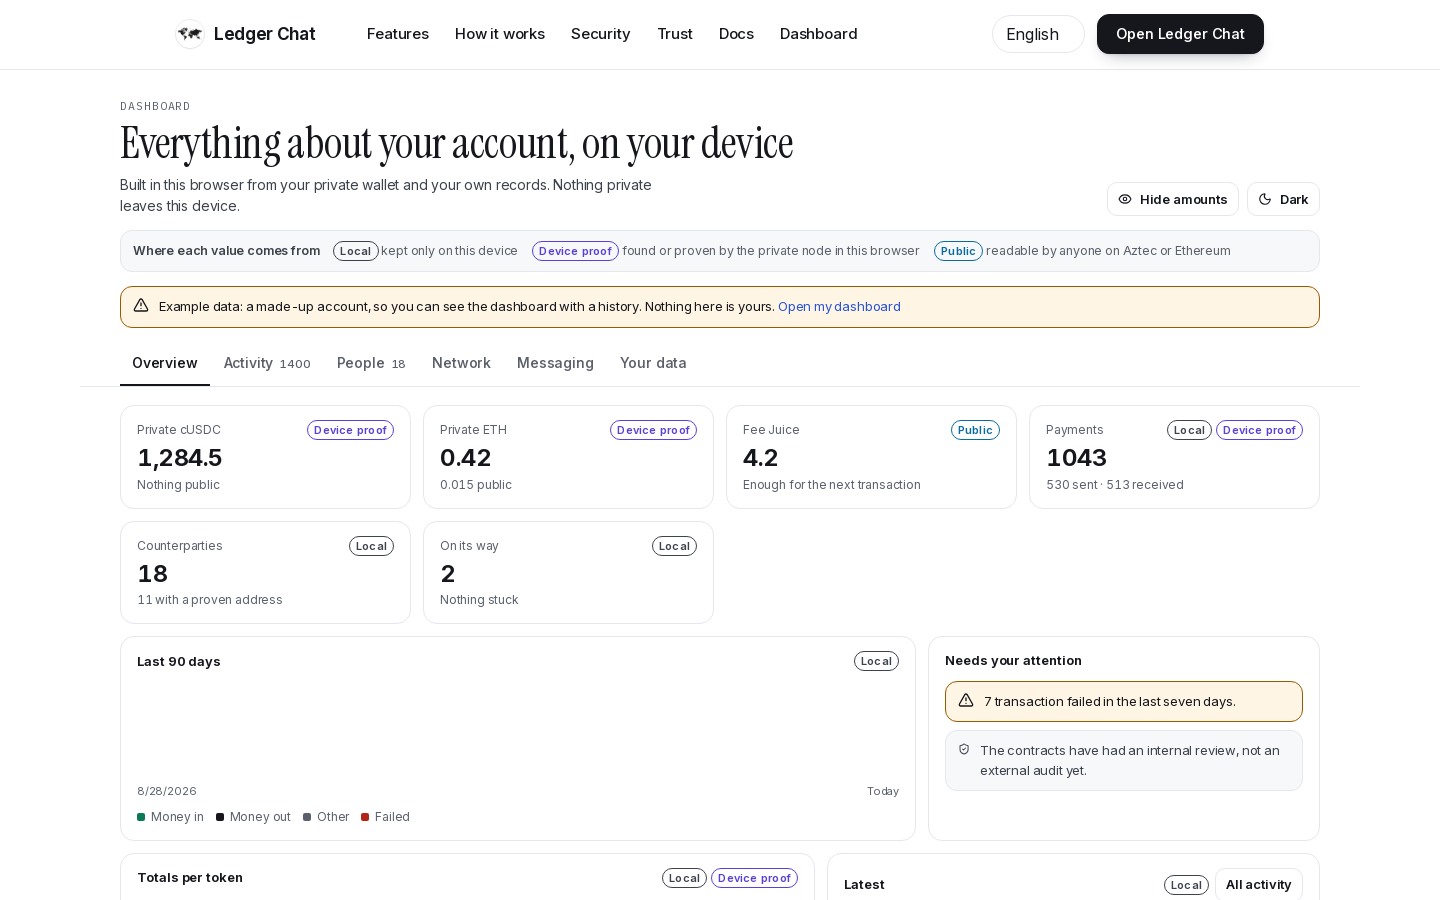 Ledger Chat
Features
How it works
Security
Trust
Docs
Dashboard
English
Open Ledger Chat
DASHBOARD
Everything about your account, on your device
Built in this browser from your private wallet and your own records. Nothing private
leaves this device.
Hide amounts
Dark
Where each value comes from Local kept only on this device Device proof found or proven by the private node in this browser Public readable by anyone on Aztec or Ethereum
Example data: a made-up account, so you can see the dashboard with a history. Nothing here is yours. Open my dashboard
Overview
Activity 1400
People 18
Network
Messaging
Your data
Private cUSDC
Device proof
1,284.5
Nothing public
Private ETH
Device proof
0.42
0.015 public
Fee Juice
Public
4.2
Enough for the next transaction
Payments
Local
Device proof
1043
530 sent · 513 received
Counterparties
Local
18
11 with a proven address
On its way
Local
2
Nothing stuck
Last 90 days
Local
8/28/2026
Today
Money in
Money out
Other
Failed
Needs your attention
7 transaction failed in the last seven days.
The contracts have had an internal review, not an
external audit yet.
Totals per token
Local
Device proof
Latest
Local
All activity